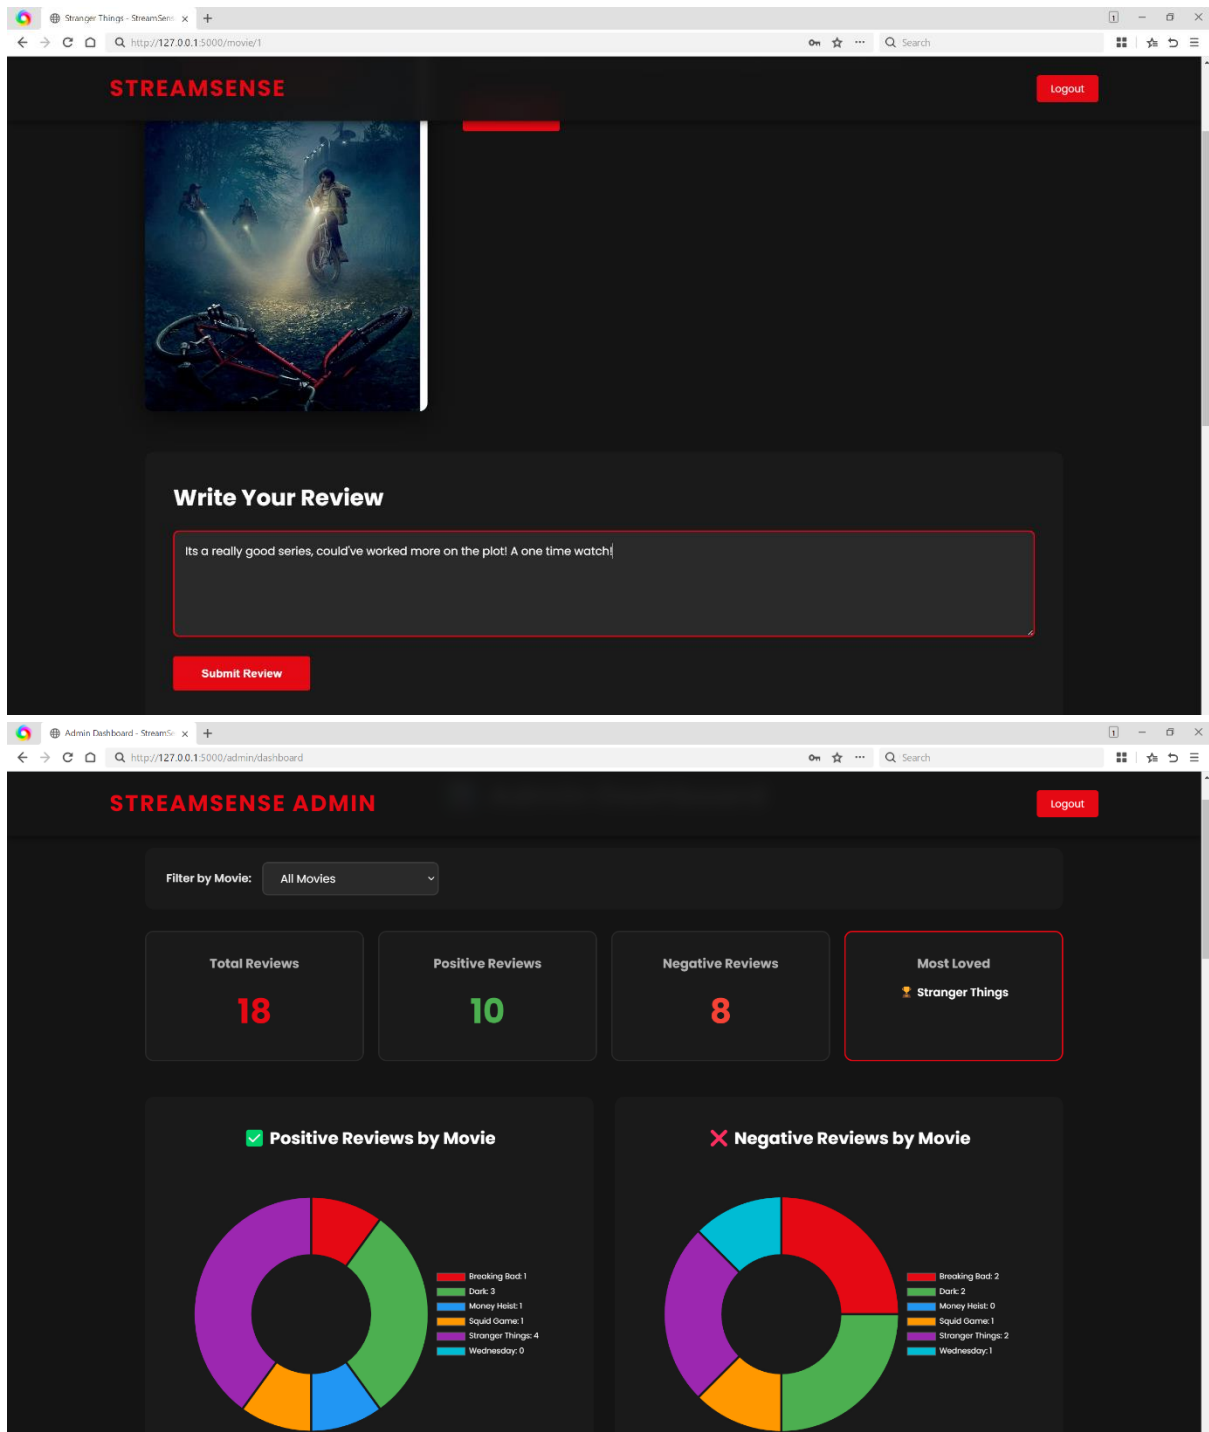 Stranger Things - StreamSens
http://127.0.0.1:5000/movie/1
Search
1
STREAMSENSE
Logout
Write Your Review
Its a really good series, could've worked more on the plot! A one time watch!
Submit Review
Admin Dashboard - StreamSe
http://127.0.0.1:5000/admin/dashboard
Search
1
STREAMSENSE ADMIN
Logout
Filter by Movie: All Movies
Total Reviews
18
Positive Reviews
10
Negative Reviews
8
Most Loved
🏆 Stranger Things
✅ Positive Reviews by Movie
Breaking Bad: 1
Dark: 3
Money Heist: 1
Squid Game: 1
Stranger Things: 4
Wednesday: 0
❌ Negative Reviews by Movie
Breaking Bad: 2
Dark: 2
Money Heist: 0
Squid Game: 1
Stranger Things: 2
Wednesday: 1